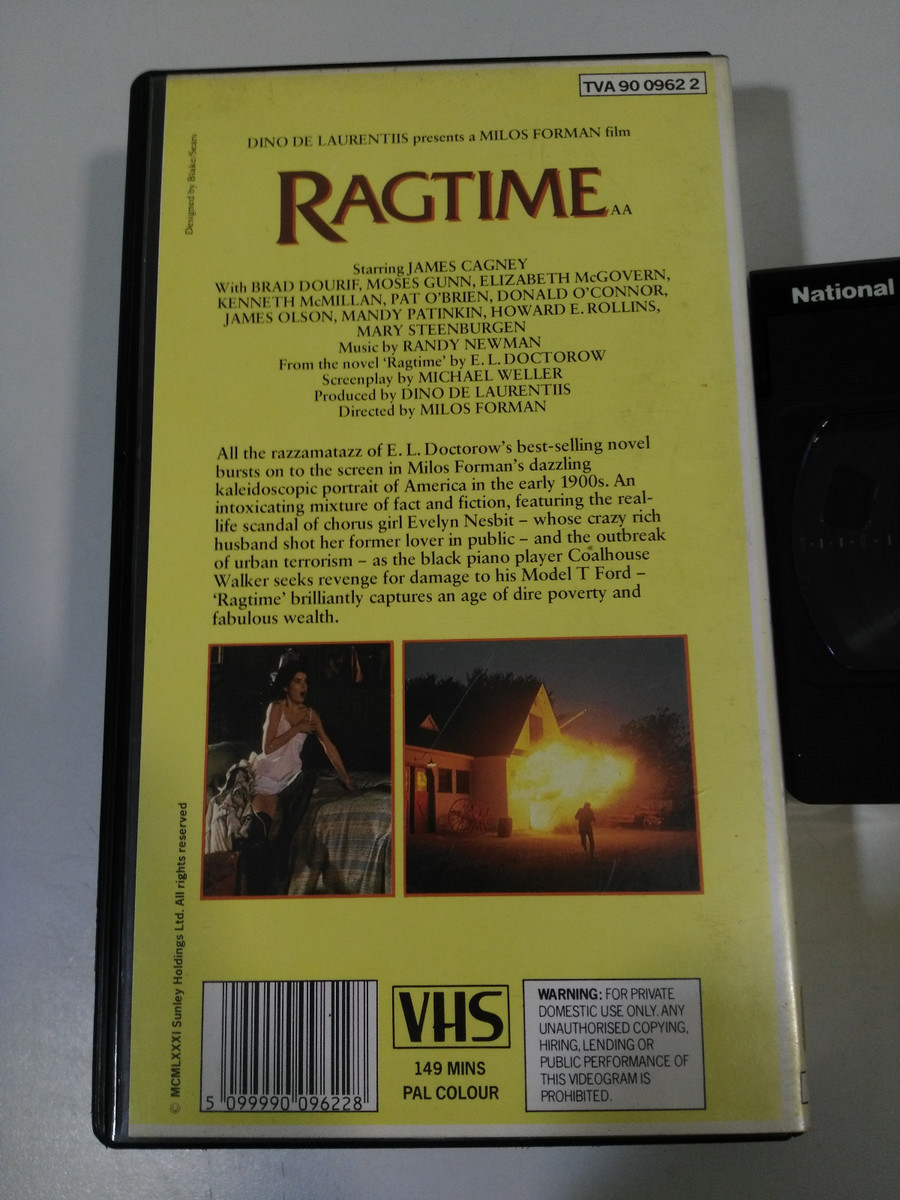 TVA 90 0962 2
Designed by Blake/Sears
DINO DE LAURENTIIS presents a MILOS FORMAN film
RAGTIME AA
Starring JAMES CAGNEY
With BRAD DOURIF, MOSES GUNN, ELIZABETH McGOVERN,
KENNETH McMILLAN, PAT O'BRIEN, DONALD O'CONNOR,
JAMES OLSON, MANDY PATINKIN, HOWARD E. ROLLINS,
MARY STEENBURGEN
Music by RANDY NEWMAN
From the novel 'Ragtime' by E. L. DOCTOROW
Screenplay by MICHAEL WELLER
Produced by DINO DE LAURENTIIS
Directed by MILOS FORMAN
All the razzamatazz of E. L. Doctorow's best-selling novel
bursts on to the screen in Milos Forman's dazzling
kaleidoscopic portrait of America in the early 1900s. An
intoxicating mixture of fact and fiction, featuring the real-
life scandal of chorus girl Evelyn Nesbit – whose crazy rich
husband shot her former lover in public – and the outbreak
of urban terrorism – as the black piano player Coalhouse
Walker seeks revenge for damage to his Model T Ford –
'Ragtime' brilliantly captures an age of dire poverty and
fabulous wealth.
© MCMLXXXI Sunley Holdings Ltd. All rights reserved
5 099990 096228
VHS
149 MINS
PAL COLOUR
WARNING: FOR PRIVATE
DOMESTIC USE ONLY. ANY
UNAUTHORISED COPYING,
HIRING, LENDING OR
PUBLIC PERFORMANCE OF
THIS VIDEOGRAM IS
PROHIBITED.
National